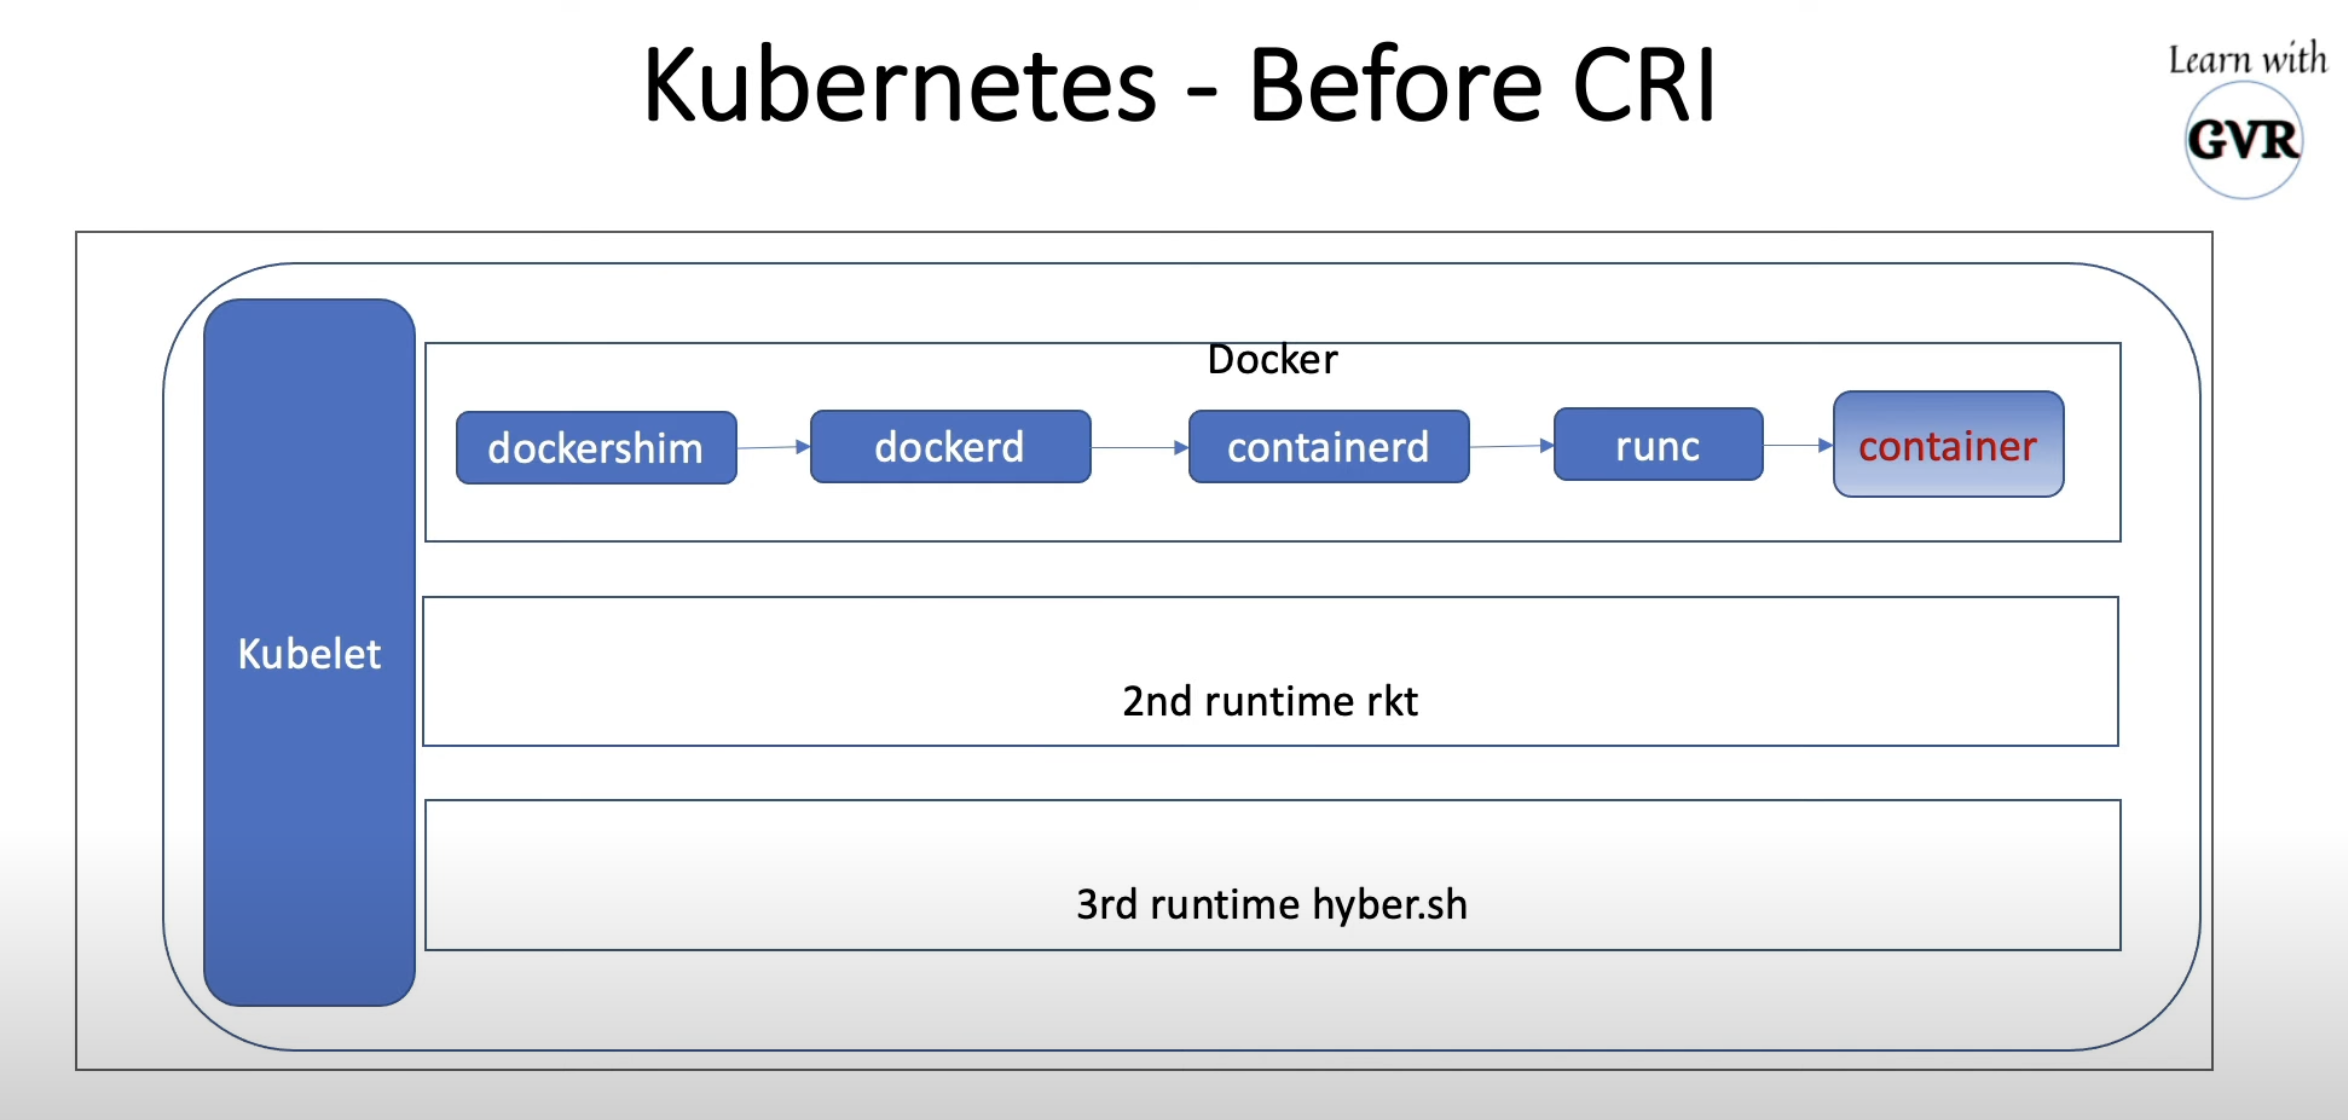 Kubernetes - Before CRI
Learn with
GVR
Docker
dockershim
dockerd
containerd
runc
container
Kubelet
2nd runtime rkt
3rd runtime hyber.sh